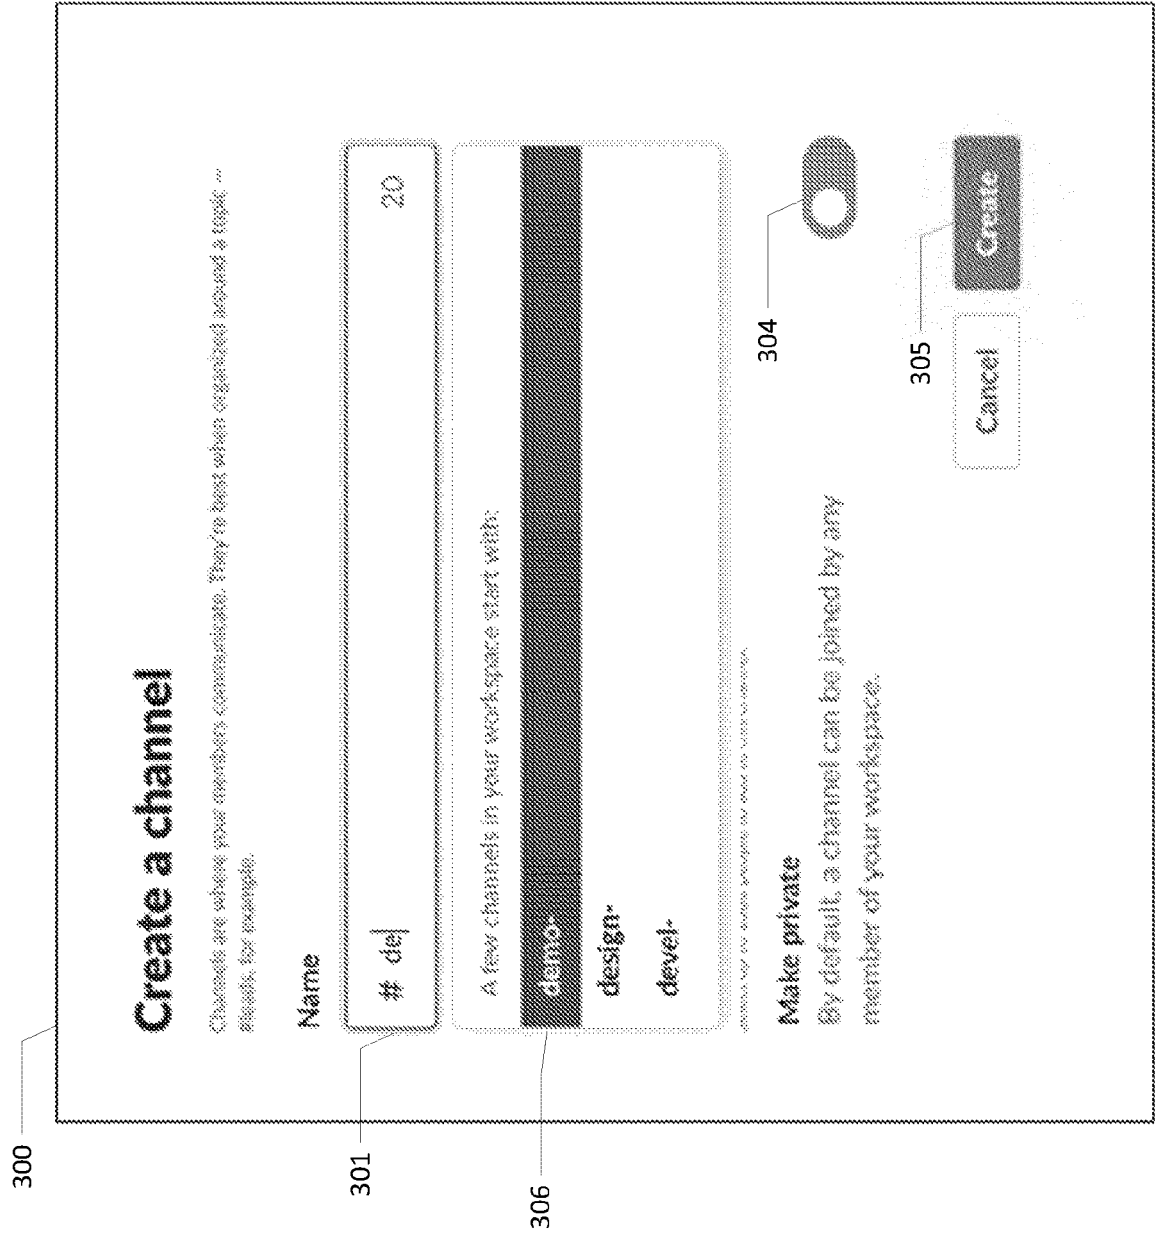 300
Create a channel
Channels are where your members communicate. They're best when organized around a topic —
for example.
Name
301
# de
20
A few channels in your workspace start with:
306
demo-
design-
devel-
Make private
304
By default, a channel can be joined by any
member of your workspace.
305
Cancel
Create